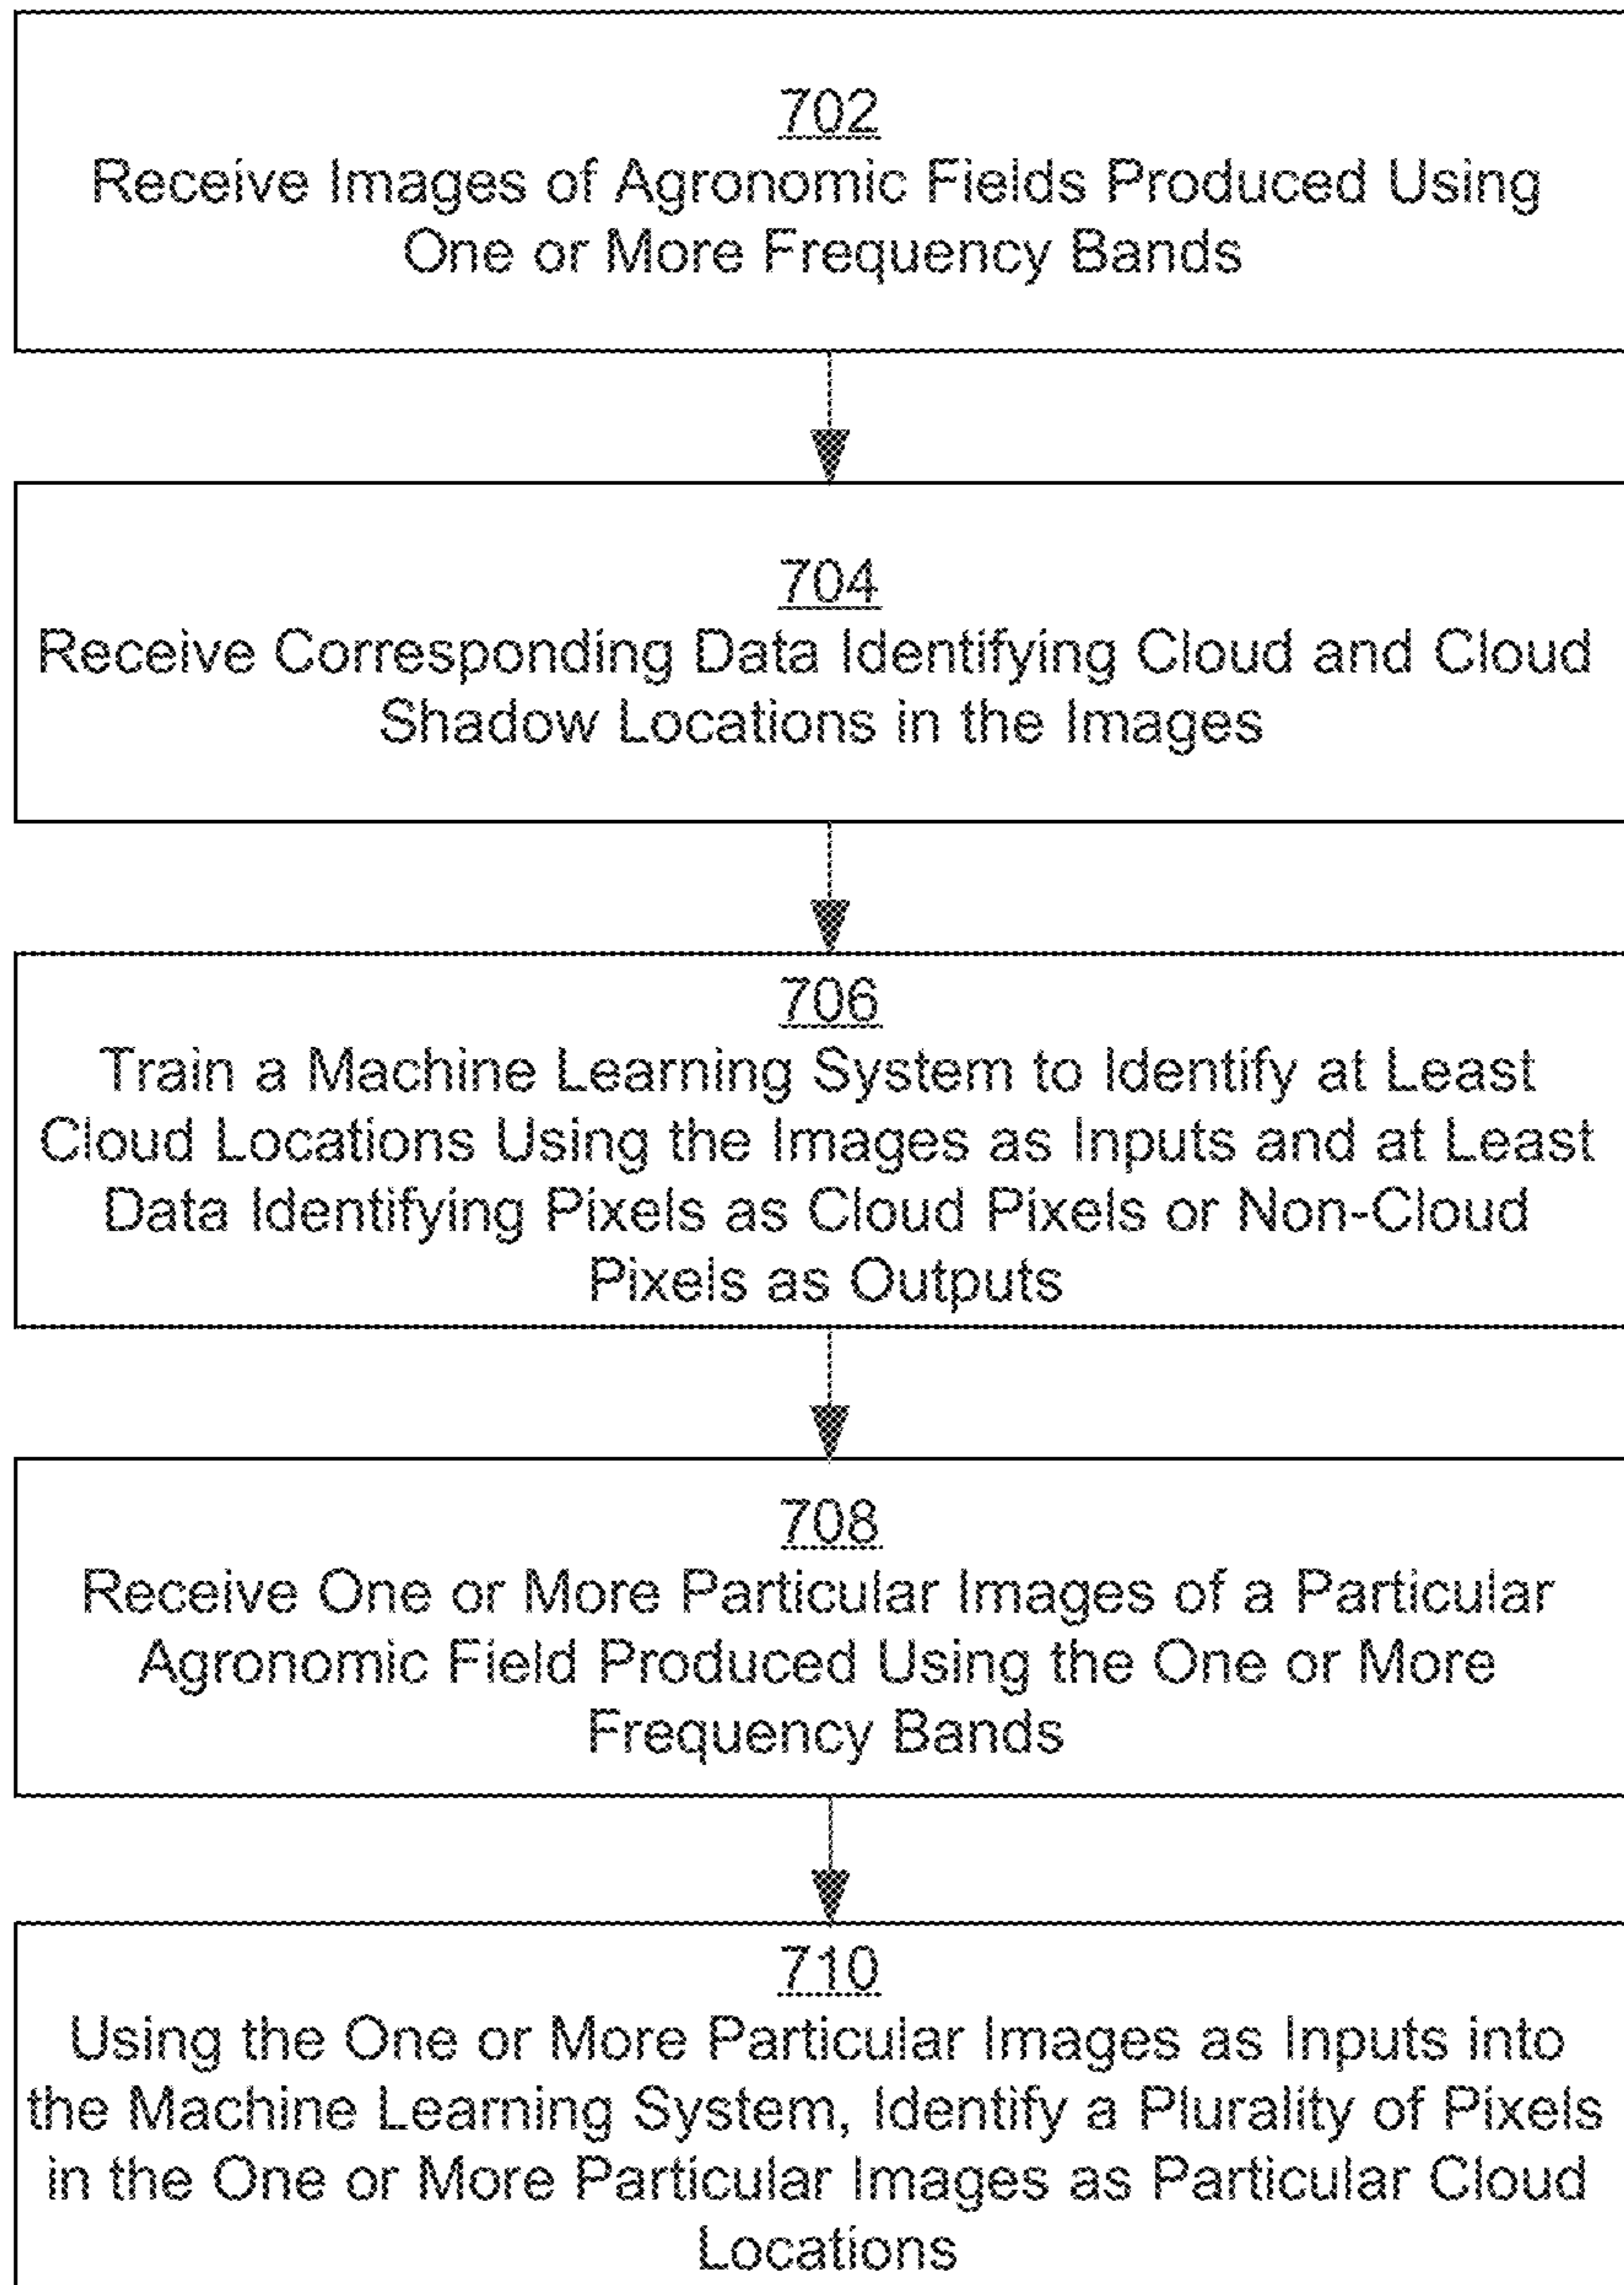 702
Receive Images of Agronomic Fields Produced Using
One or More Frequency Bands
704
Receive Corresponding Data Identifying Cloud and Cloud
Shadow Locations in the Images
706
Train a Machine Learning System to Identify at Least
Cloud Locations Using the Images as Inputs and at Least
Data Identifying Pixels as Cloud Pixels or Non-Cloud
Pixels as Outputs
708
Receive One or More Particular Images of a Particular
Agronomic Field Produced Using the One or More
Frequency Bands
710
Using the One or More Particular Images as Inputs into
the Machine Learning System, Identify a Plurality of Pixels
in the One or More Particular Images as Particular Cloud
Locations